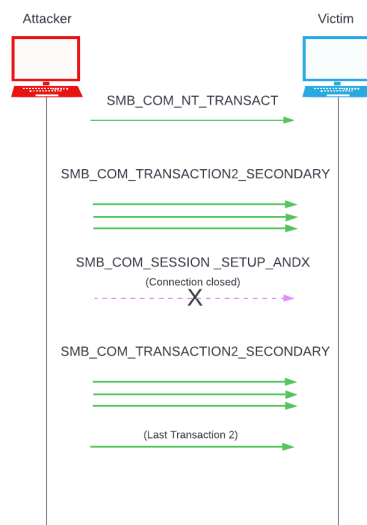 Attacker Victim
SMB_COM_NT_TRANSACT
SMB_COM_TRANSACTION2_SECONDARY
SMB_COM_SESSION _SETUP_ANDX
(Connection closed)
X
SMB_COM_TRANSACTION2_SECONDARY
(Last Transaction 2)